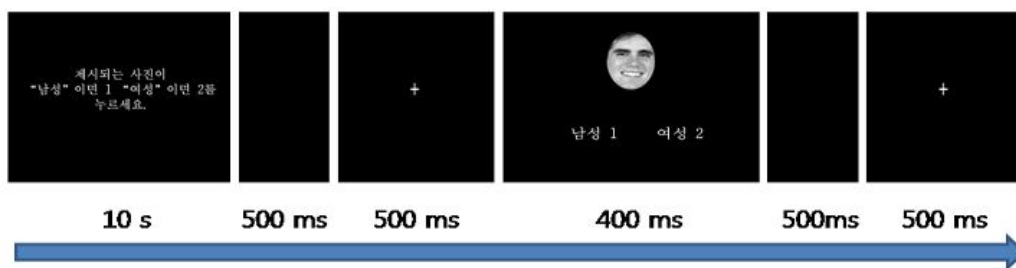 제시되는 사진이
“남성” 이면 1 “여성” 이면 2를
누르세요.
+
남성 1 여성 2
+
10 s 500 ms 500 ms 400 ms 500ms 500 ms